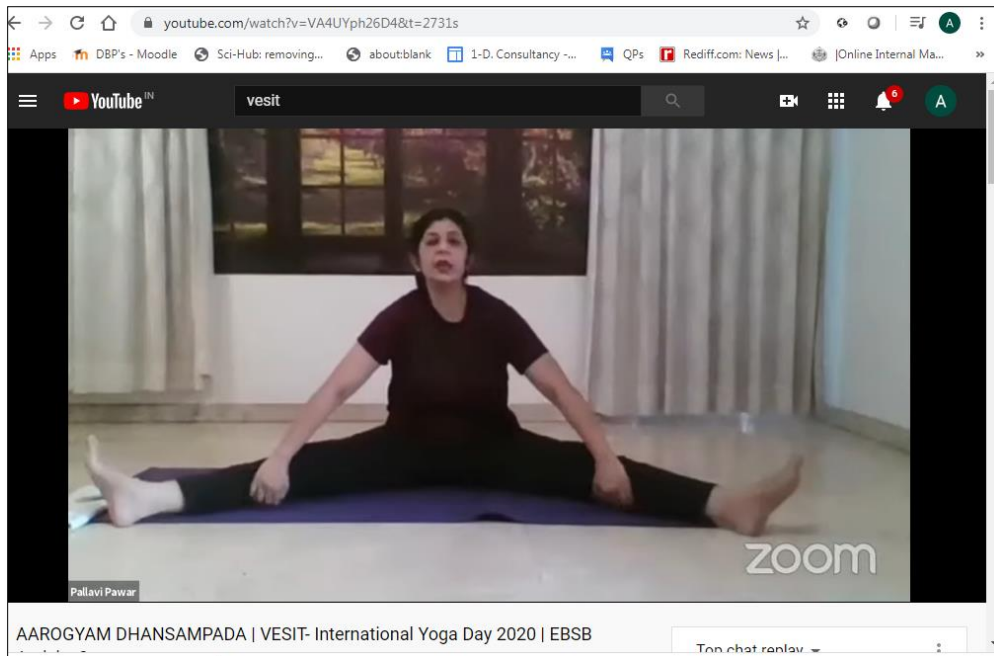 youtube.com/watch?v=VA4UYph26D4&t=2731s
A
Apps DBP's - Moodle Sci-Hub: removing... about:blank 1-D. Consultancy -... QPs Rediff.com: News |... |Online Internal Ma... »
YouTube IN vesit 6 A
zoom
Pallavi Pawar
AAROGYAM DHANSAMPADA | VESIT- International Yoga Day 2020 | EBSB
Top chat replay